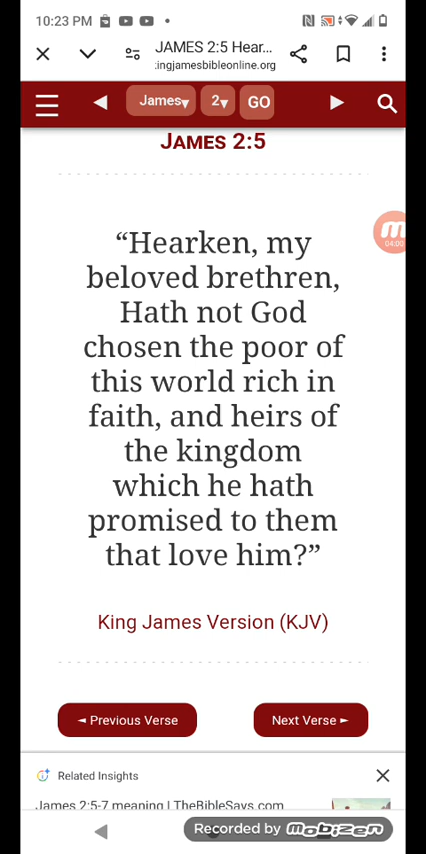 10:23 PM
JAMES 2:5 Hear...
:ingjamesbibleonline.org
James▾ 2▾ GO
JAMES 2:5
“Hearken, my
beloved brethren,
Hath not God
chosen the poor of
this world rich in
faith, and heirs of
the kingdom
which he hath
promised to them
that love him?”
04:00
King James Version (KJV)
◄ Previous Verse Next Verse ►
Related Insights
James 2:5-7 meaning | TheBibleSays.com
Recorded by mobizen